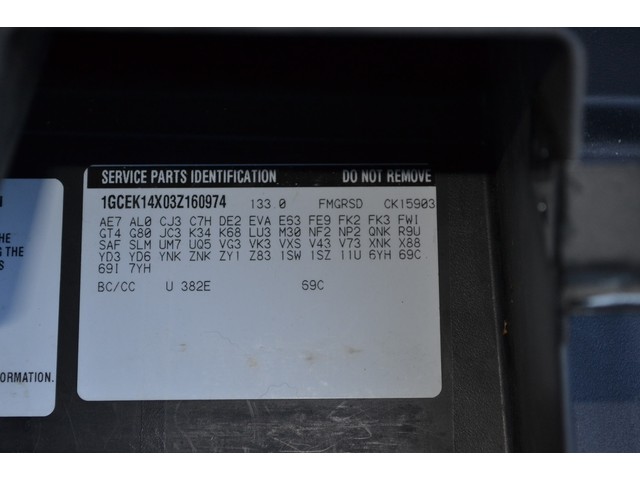 SERVICE PARTS IDENTIFICATION DO NOT REMOVE
1GCEK14X03Z160974 133 0 FMGRSD CK15903
AE7 AL0 CJ3 C7H DE2 EVA E63 FE9 FK2 FK3 FWI
GT4 G80 JC3 K34 K68 LU3 M30 NF2 NP2 QNK R9U
SAF SLM UM7 UQ5 VG3 VK3 VXS V43 V73 XNK X88
YD3 YD6 YNK ZNK ZY1 Z83 1SW 1SZ 11U 6YH 69C
69I 7YH
BC/CC U 382E 69C
N
HE
G THE
S
ORMATION.